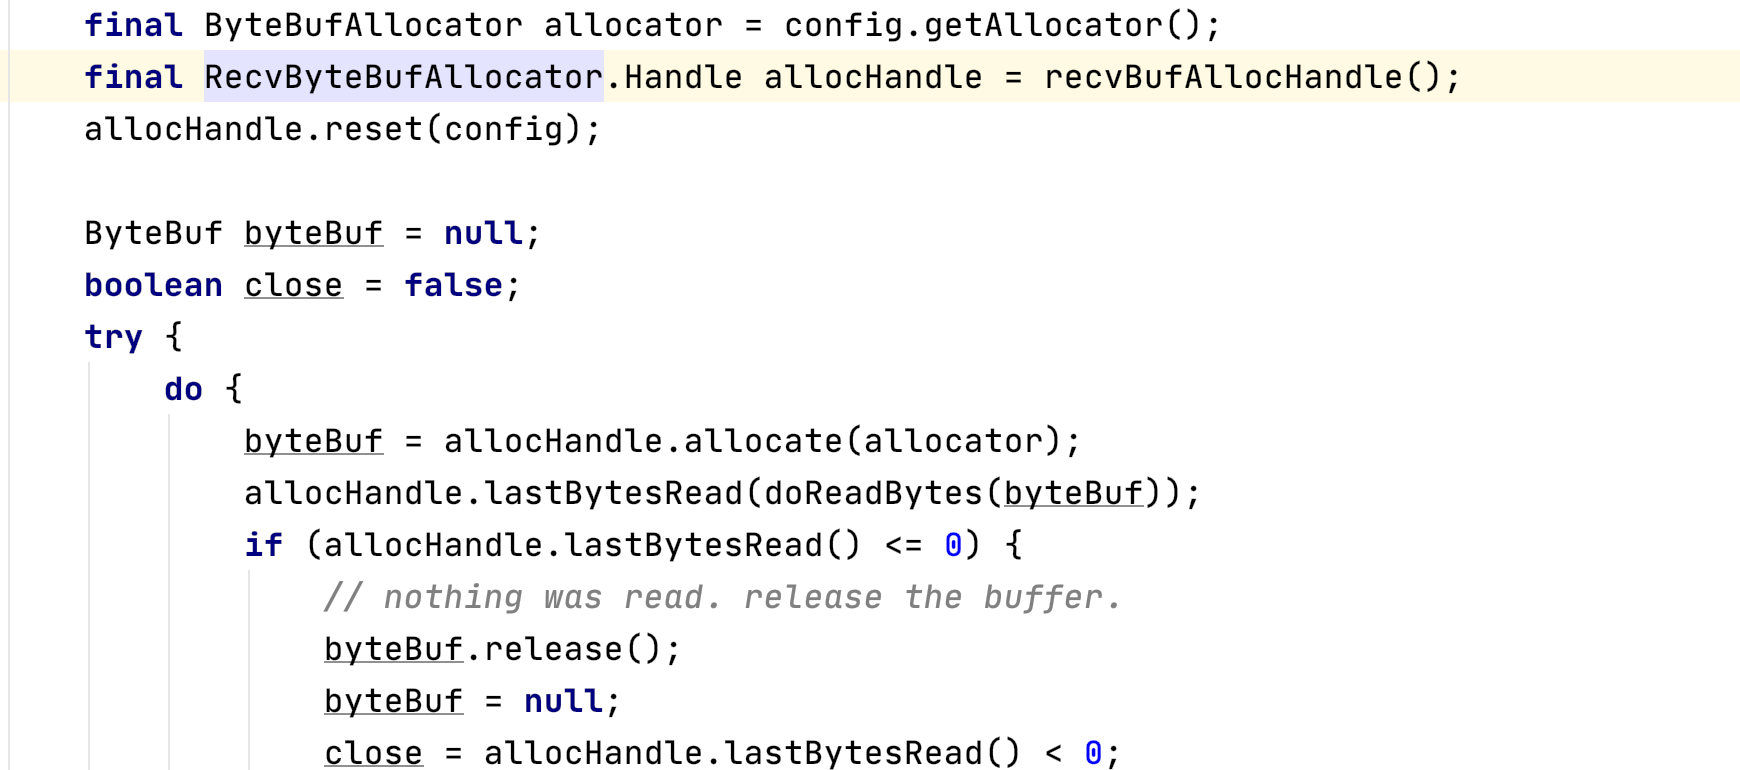 final ByteBufAllocator allocator = config.getAllocator();
final RecvByteBufAllocator.Handle allocHandle = recvBufAllocHandle();
allocHandle.reset(config);
ByteBuf byteBuf = null;
boolean close = false;
try {
do {
byteBuf = allocHandle.allocate(allocator);
allocHandle.lastBytesRead(doReadBytes(byteBuf));
if (allocHandle.lastBytesRead() <= 0) {
// nothing was read. release the buffer.
byteBuf.release();
byteBuf = null;
close = allocHandle.lastBytesRead() < 0;